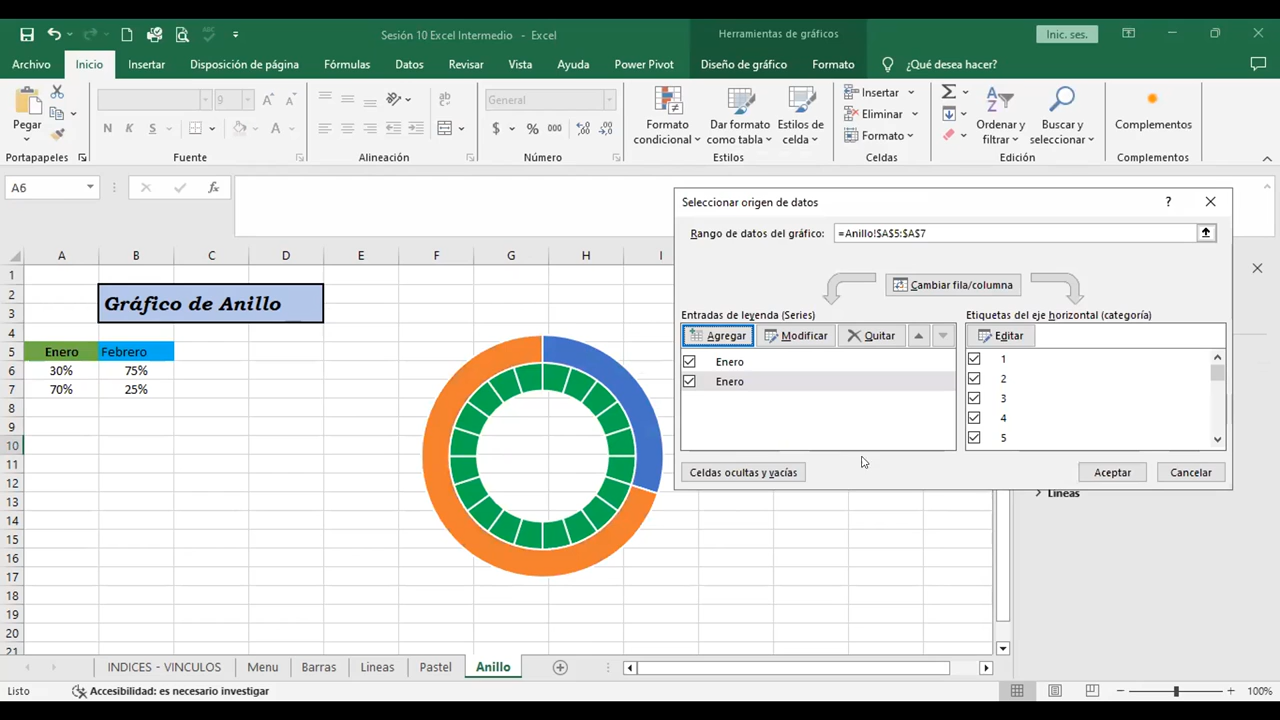 Sesión 10 Excel Intermedio - Excel
Herramientas de gráficos
Inic. ses.
Archivo Inicio Insertar Disposición de página Fórmulas Datos Revisar Vista Ayuda Power Pivot Diseño de gráfico Formato ¿Qué desea hacer?
Pegar
9
N K S
A A
ab
General
$ % 000
Formato condicional
Dar formato como tabla
Estilos de celda
Insertar
Eliminar
Formato
Ordenar y filtrar
Buscar y seleccionar
Complementos
Portapapeles Fuente Alineación Número Estilos Celdas Edición Complementos
A6
fx
Seleccionar origen de datos
?
Rango de datos del gráfico: =Anillo!$A$5:$A$7
Cambiar fila/columna
Entradas de leyenda (Series)
Agregar Modificar Quitar
Enero
Enero
Etiquetas del eje horizontal (categoría)
Editar
1
2
3
4
5
Celdas ocultas y vacías
Aceptar Cancelar
Líneas
A B C D E F G H I
1
2
3
4
5
6
7
8
9
10
11
12
13
14
15
16
17
18
19
20
21
Gráfico de Anillo
Enero Febrero
30% 75%
70% 25%
INDICES - VINCULOS Menu Barras Lineas Pastel Anillo
Listo
Accesibilidad: es necesario investigar
100%